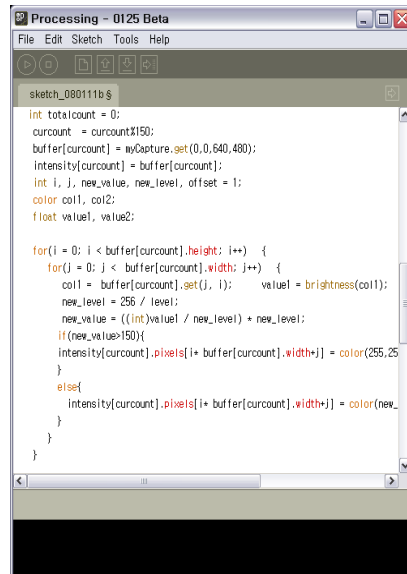 Processing - 0125 Beta
File Edit Sketch Tools Help
sketch_080111b §
int totalcount = 0;
curcount = curcount%150;
buffer[curcount] = myCapture.get(0,0,640,480);
intensity[curcount] = buffer[curcount];
int i, j, new_value, new_level, offset = 1;
color col1, col2;
float value1, value2;
for(i = 0; i < buffer[curcount].height; i++) {
for(j = 0; j < buffer[curcount].width; j++) {
col1 = buffer[curcount].get(j, i); value1 = brightness(col1);
new_level = 256 / level;
new_value = ((int)value1 / new_level) * new_level;
if(new_value>150){
intensity[curcount].pixels[i* buffer[curcount].width+j] = color(255,25
}
else{
intensity[curcount].pixels[i* buffer[curcount].width+j] = color(new_
}
}
}